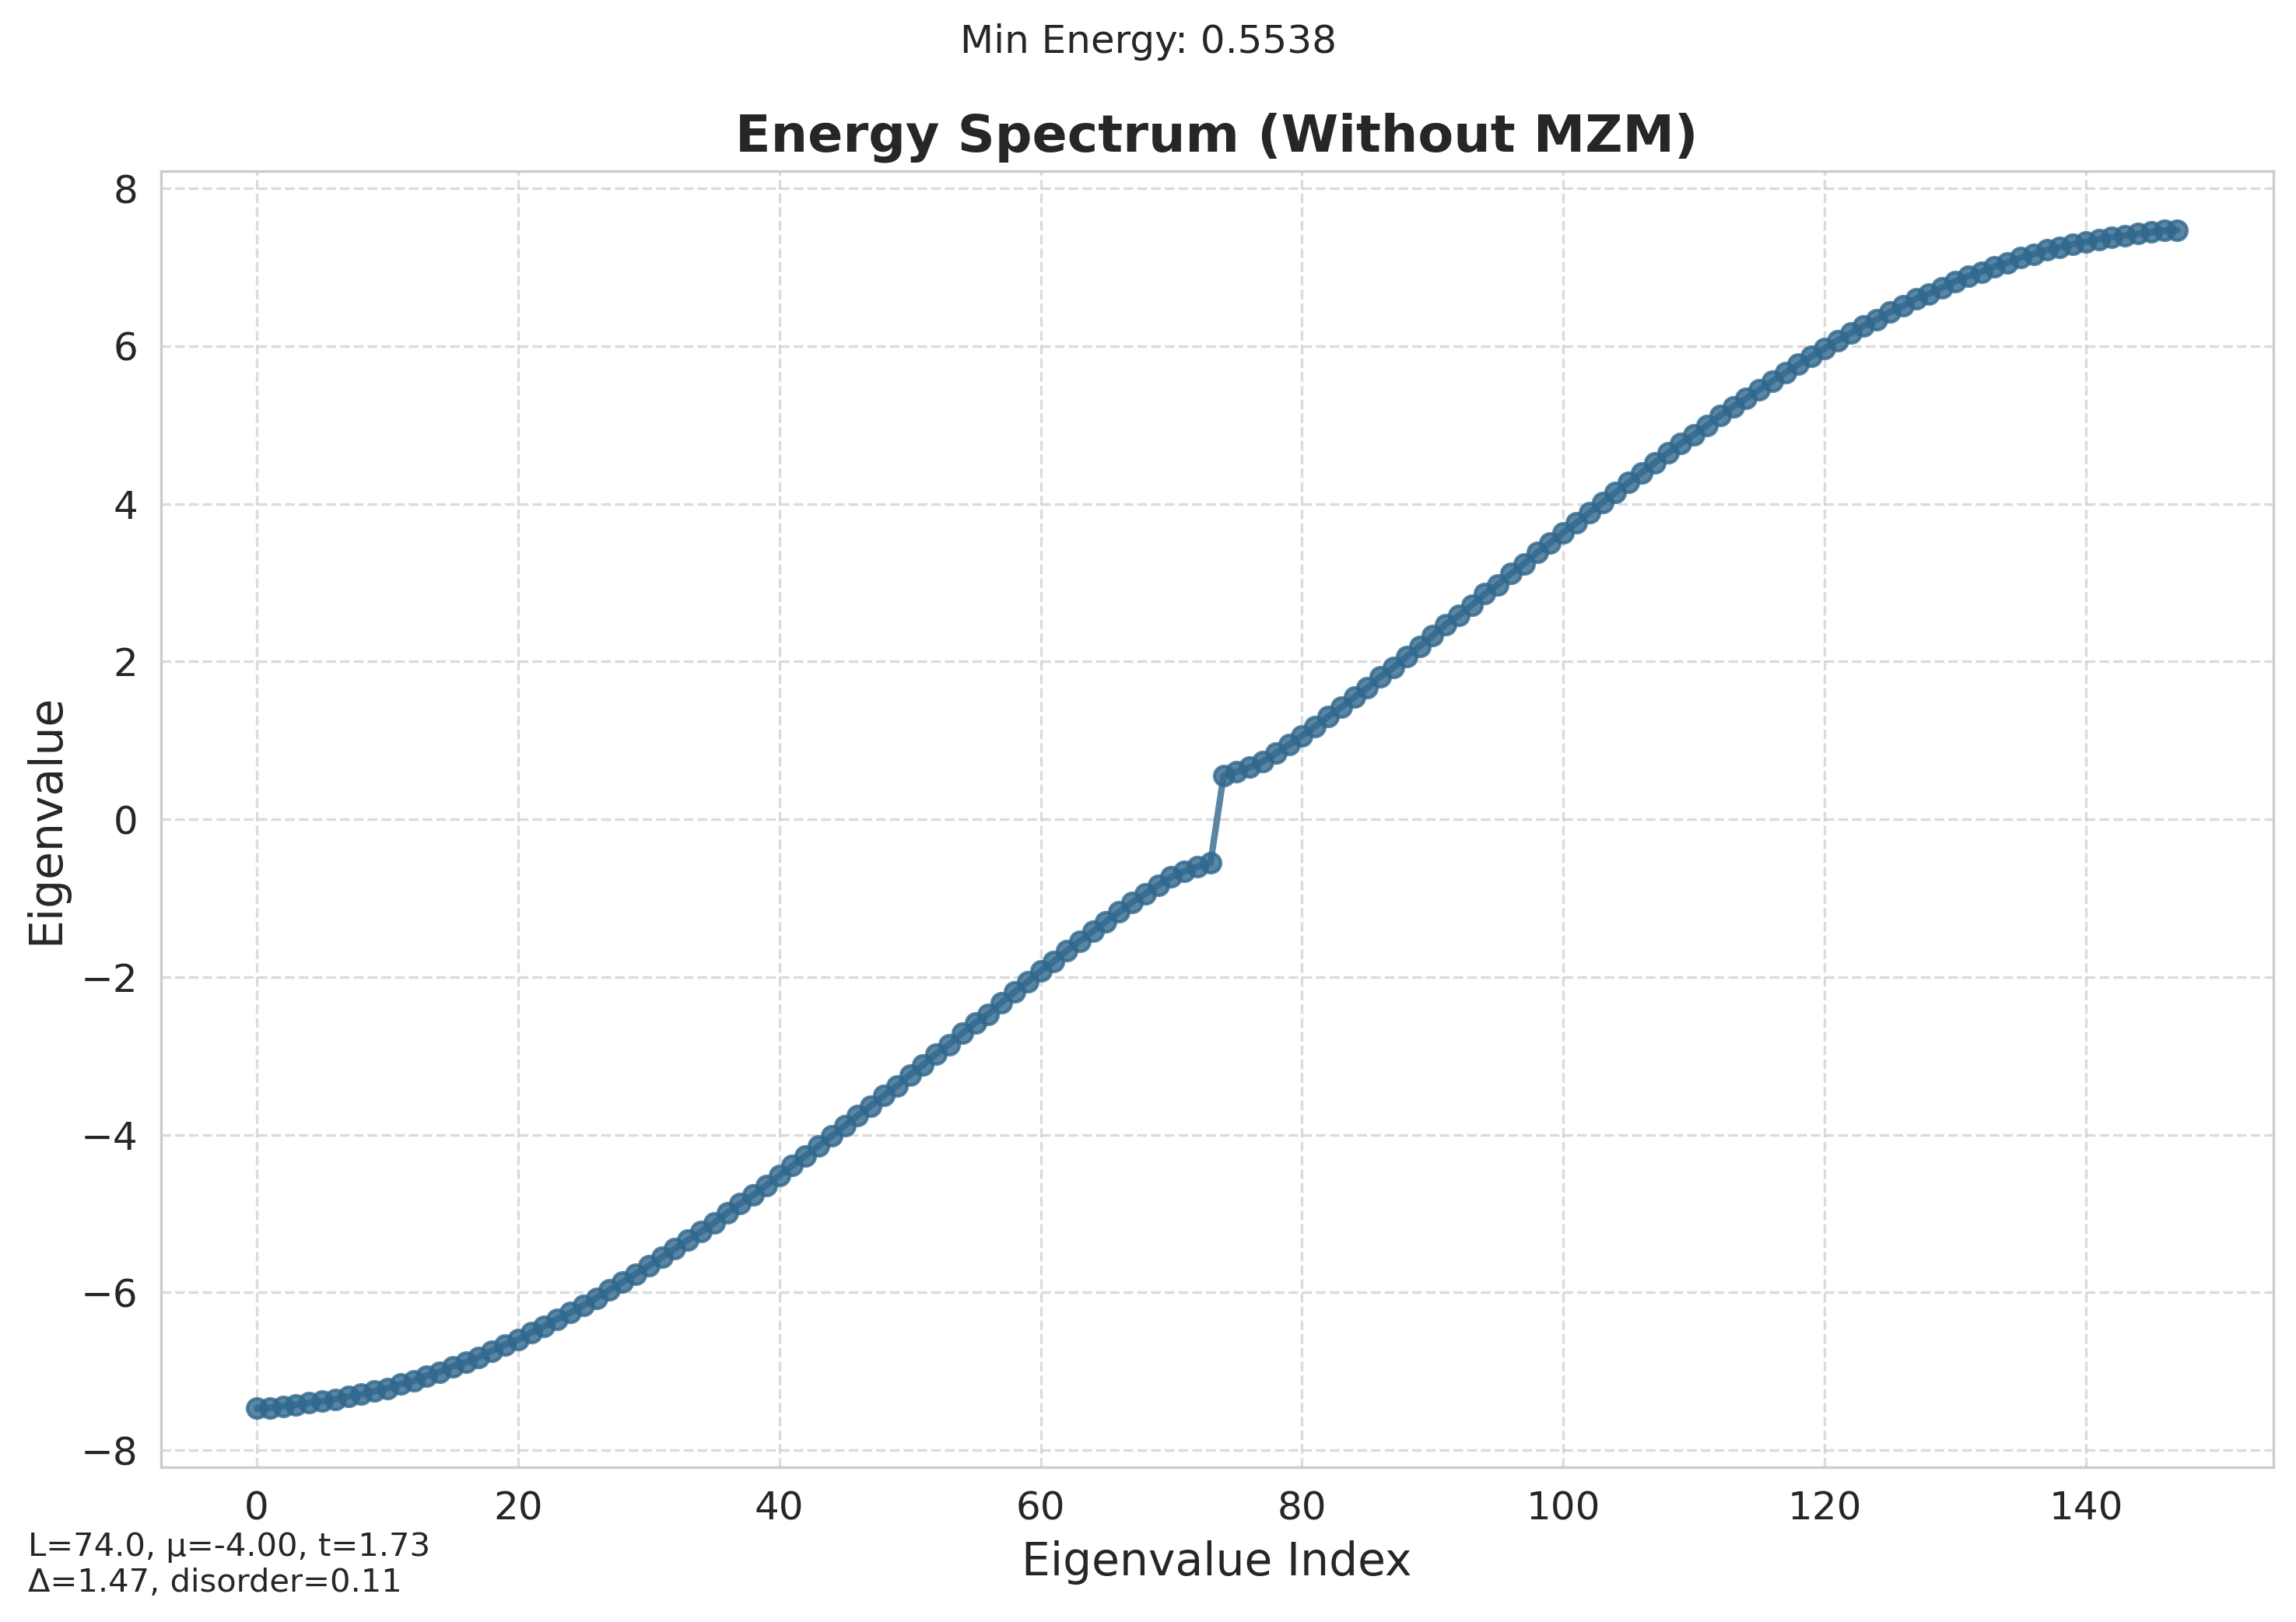 Min Energy: 0.5538
Energy Spectrum (Without MZM)
8
6
4
2
0
−2
−4
−6
−8
Eigenvalue
0 20 40 60 80 100 120 140
Eigenvalue Index
L=74.0, μ=-4.00, t=1.73
Δ=1.47, disorder=0.11